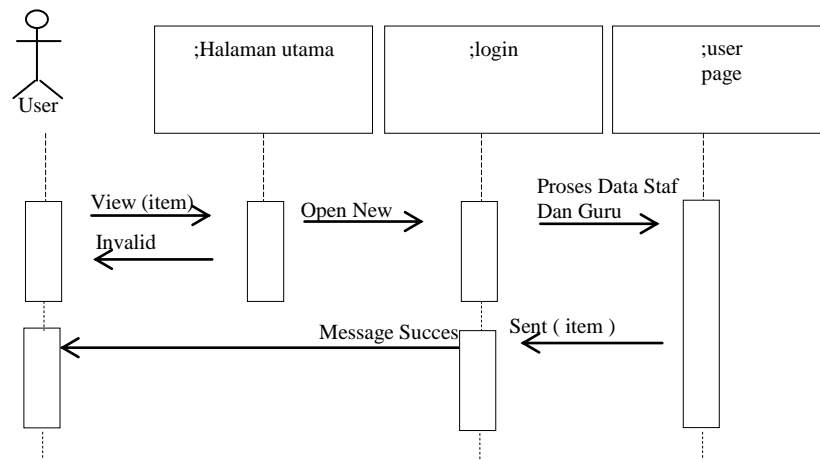 ;Halaman utama
;login
;user
page
User
View (item)
Open New
Proses Data Staf
Dan Guru
Invalid
Message Succes
Sent ( item )